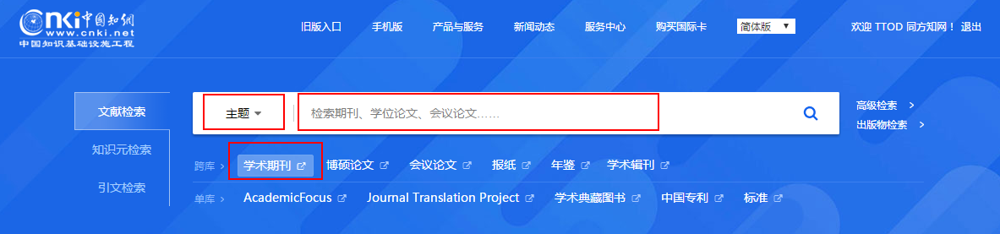 cnki 中国知网
www.cnki.net
中国知识基础设施工程
旧版入口 手机版 产品与服务 新闻动态 服务中心 购买国际卡 简体版 欢迎 TTOD 同方知网！ 退出
文献检索
知识元检索
引文检索
主题 检索期刊、学位论文、会议论文……
高级检索 >
出版物检索 >
跨库 > 学术期刊 博硕论文 会议论文 报纸 年鉴 学术辑刊
单库 > AcademicFocus Journal Translation Project 学术典藏图书 中国专利 标准